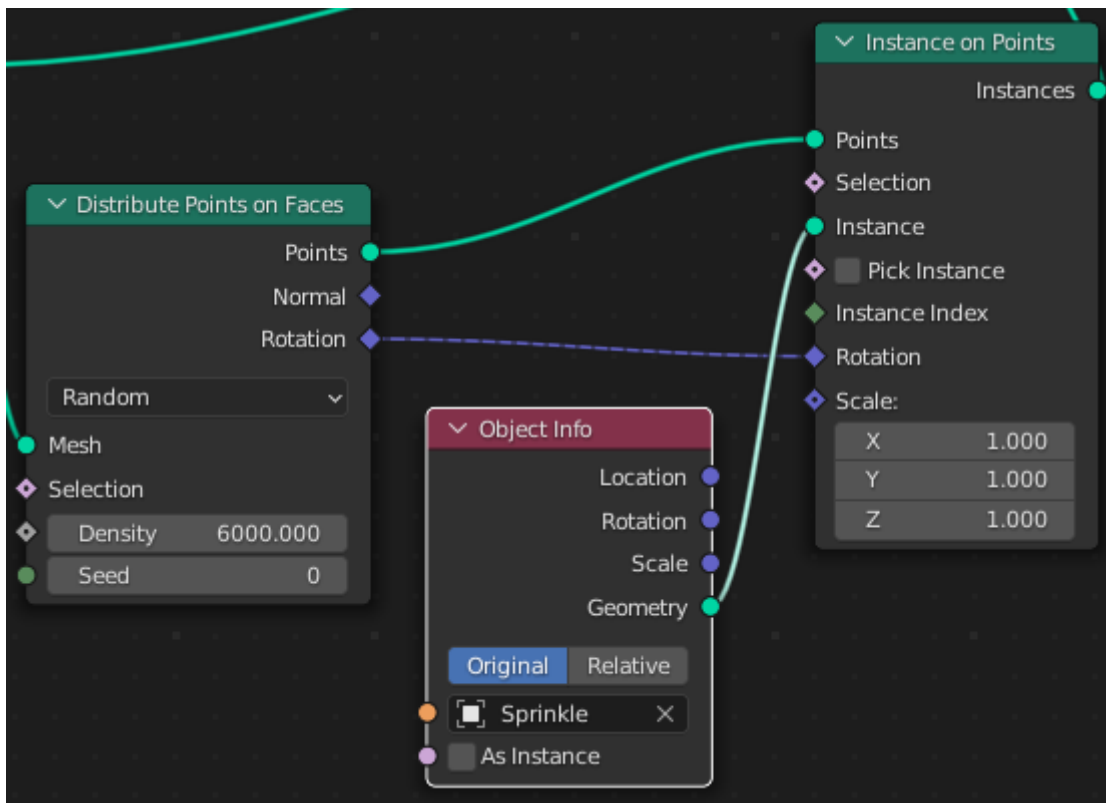 Distribute Points on Faces
Points
Normal
Rotation
Random
Mesh
Selection
Density 6000.000
Seed 0
Object Info
Location
Rotation
Scale
Geometry
Original Relative
Sprinkle
As Instance
Instance on Points
Instances
Points
Selection
Instance
Pick Instance
Instance Index
Rotation
Scale:
X 1.000
Y 1.000
Z 1.000